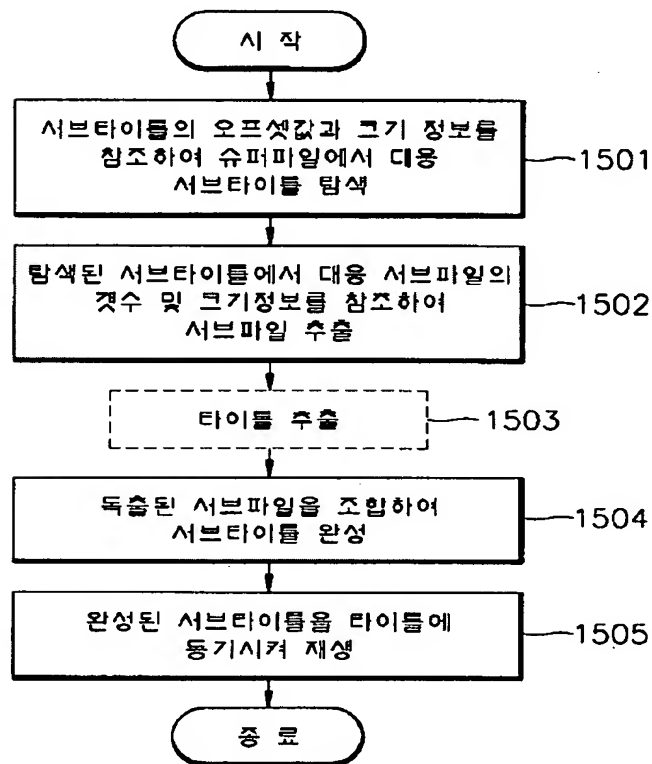 시 작
서브타이틀의 오프셋값과 크기 정보를
참조하여 슈퍼파일에서 대응
서브타이틀 탐색
1501
탐색된 서브타이틀에서 대응 서브파일의
갯수 및 크기정보를 참조하여
서브파일 추출
1502
타이틀 추출
1503
독출된 서브파일을 조합하여
서브타이틀 완성
1504
완성된 서브타이틀을 타이틀에
동기시켜 재생
1505
종 료